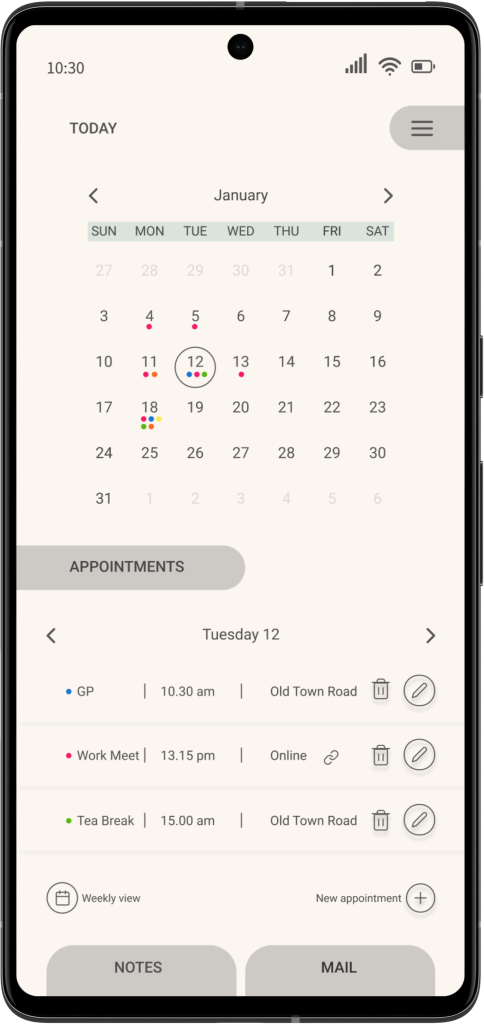 10:30
TODAY
January
SUN MON TUE WED THU FRI SAT
27 28 29 30 31 1 2
3 4 5 6 7 8 9
10 11 12 13 14 15 16
17 18 19 20 21 22 23
24 25 26 27 28 29 30
31 1 2 3 4 5 6
APPOINTMENTS
Tuesday 12
GP | 10.30 am | Old Town Road
Work Meet | 13.15 pm | Online
Tea Break | 15.00 am | Old Town Road
Weekly view New appointment
NOTES MAIL